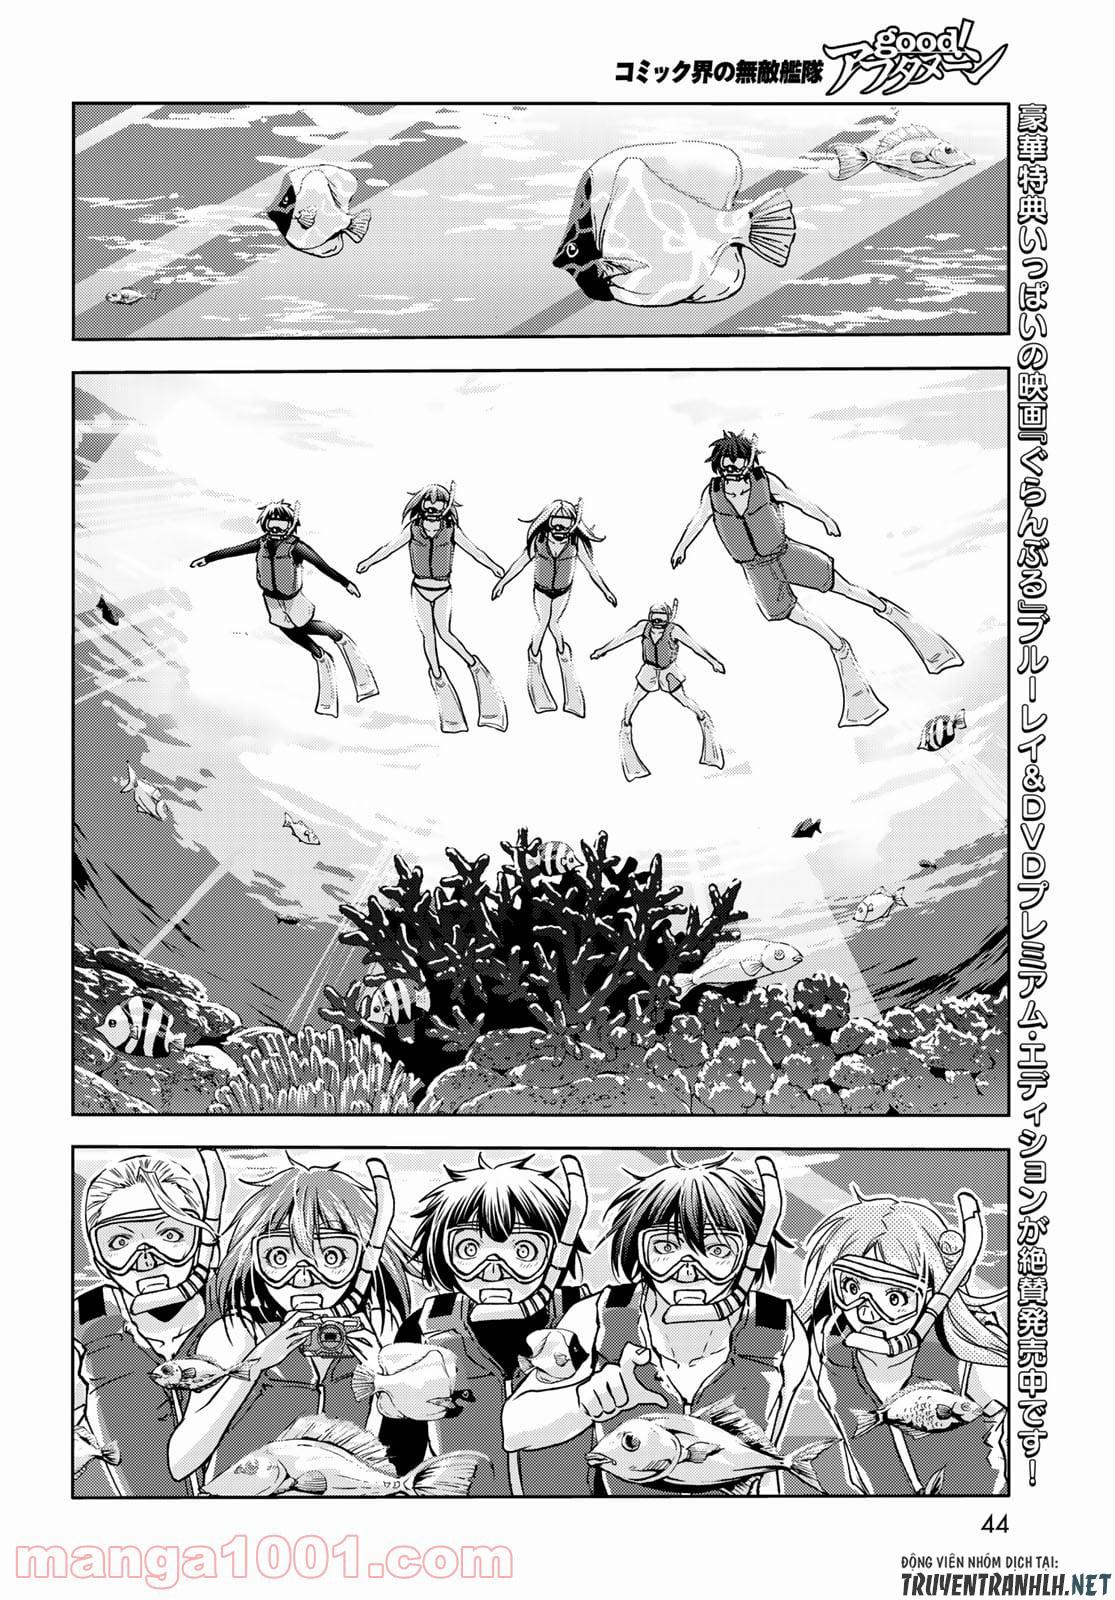 コミック界の無敵艦隊
good!
アフタヌーン
豪華特典いっぱいの映画『ぐらんぶる』ブルーレイ&DVDプレミアム・エディションが絶賛発売中です!
44
manga1001.com
ĐỘNG VIÊN NHÓM DỊCH TẠI:
TRUYENTRANHLH.NET